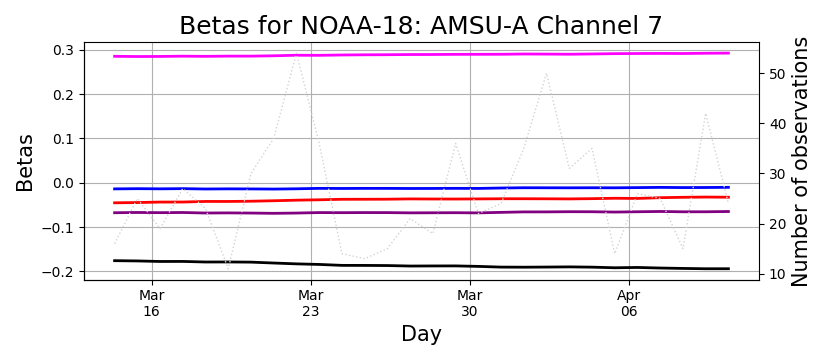 Betas for NOAA-18: AMSU-A Channel 7
Betas
0.3
0.2
0.1
0.0
−0.1
−0.2
Number of observations
50
40
30
20
10
Mar
16
Mar
23
Mar
30
Apr
06
Day